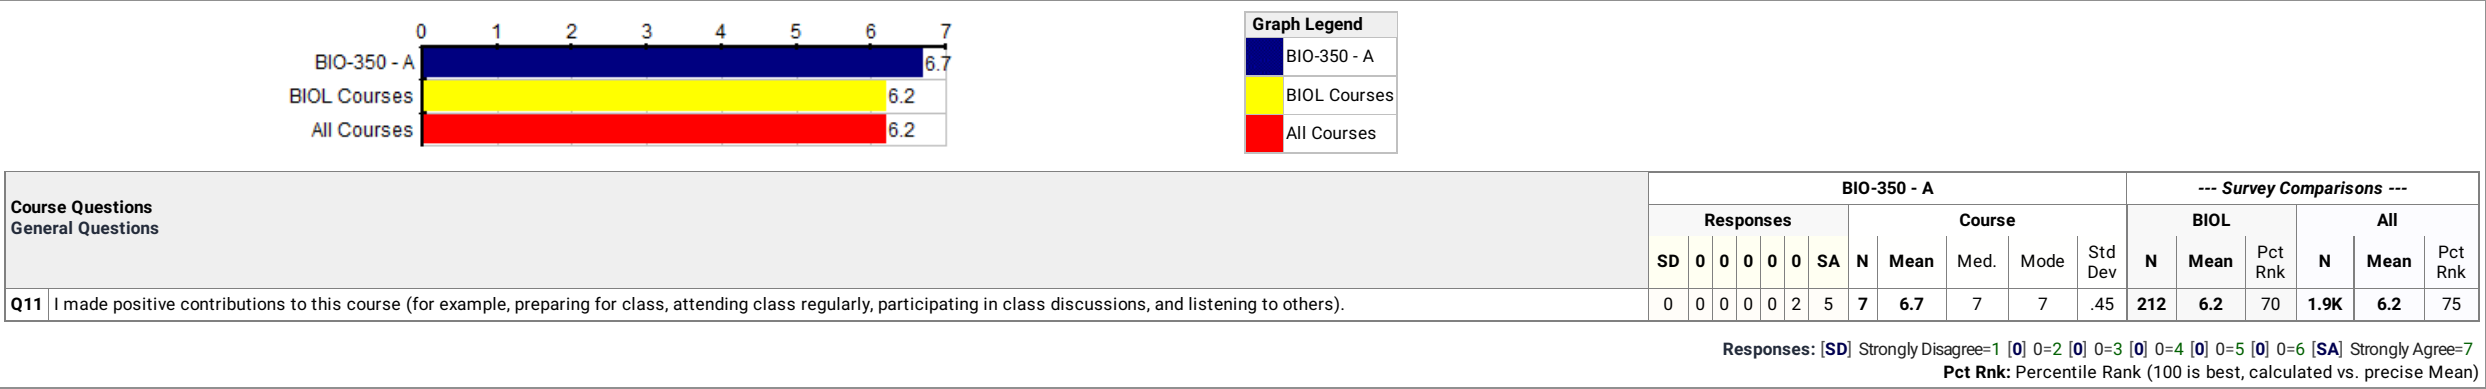 0 1 2 3 4 5 6 7
BIO-350 - A 6.7
BIOL Courses 6.2
All Courses 6.2
Graph Legend
BIO-350 - A
BIOL Courses
All Courses
Course Questions
General Questions
BIO-350 - A --- Survey Comparisons ---
Responses Course BIOL All
SD 0 0 0 0 0 SA N Mean Med. Mode Std Dev N Mean Pct Rnk N Mean Pct Rnk
Q11 I made positive contributions to this course (for example, preparing for class, attending class regularly, participating in class discussions, and listening to others). 0 0 0 0 0 2 5 7 6.7 7 7 .45 212 6.2 70 1.9K 6.2 75
Responses: [SD] Strongly Disagree=1 [0] 0=2 [0] 0=3 [0] 0=4 [0] 0=5 [0] 0=6 [SA] Strongly Agree=7
Pct Rnk: Percentile Rank (100 is best, calculated vs. precise Mean)